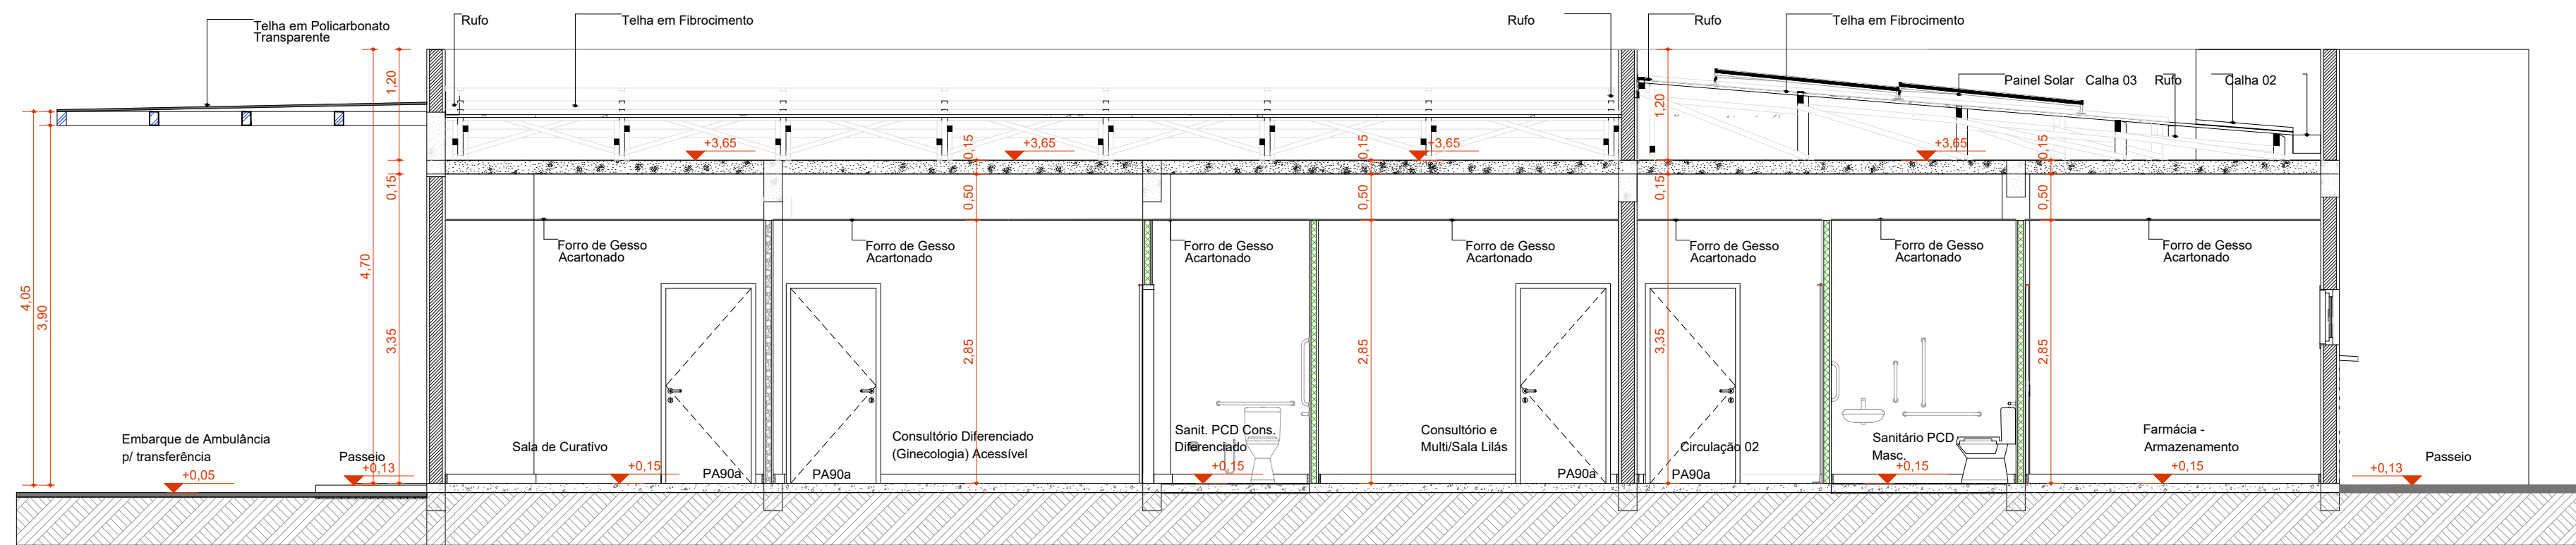 Telha em Policarbonato
Transparente
Rufo
Telha em Fibrocimento
Rufo
Rufo
Telha em Fibrocimento
Painel Solar
Calha 03
Rufo
Calha 02
1,20
1,20
+3,65
+3,65
+3,65
+3,65
0,15
0,15
0,15
0,15
0,15
0,50
0,50
0,50
Forro de Gesso
Acartonado
Forro de Gesso
Acartonado
Forro de Gesso
Acartonado
Forro de Gesso
Acartonado
Forro de Gesso
Acartonado
Forro de Gesso
Acartonado
Forro de Gesso
Acartonado
4,05
3,90
4,70
3,35
2,85
2,85
3,35
2,85
Embarque de Ambulância
p/ transferência
+0,05
Passeio
+0,13
Sala de Curativo
+0,15
PA90a
PA90a
Consultório Diferenciado
(Ginecologia) Acessível
Sanit. PCD Cons.
Diferenciado
+0,15
Consultório e
Multi/Sala Lilás
PA90a
Circulação 02
PA90a
Sanitário PCD
Masc.
+0,15
Farmácia -
Armazenamento
+0,15
+0,13
Passeio